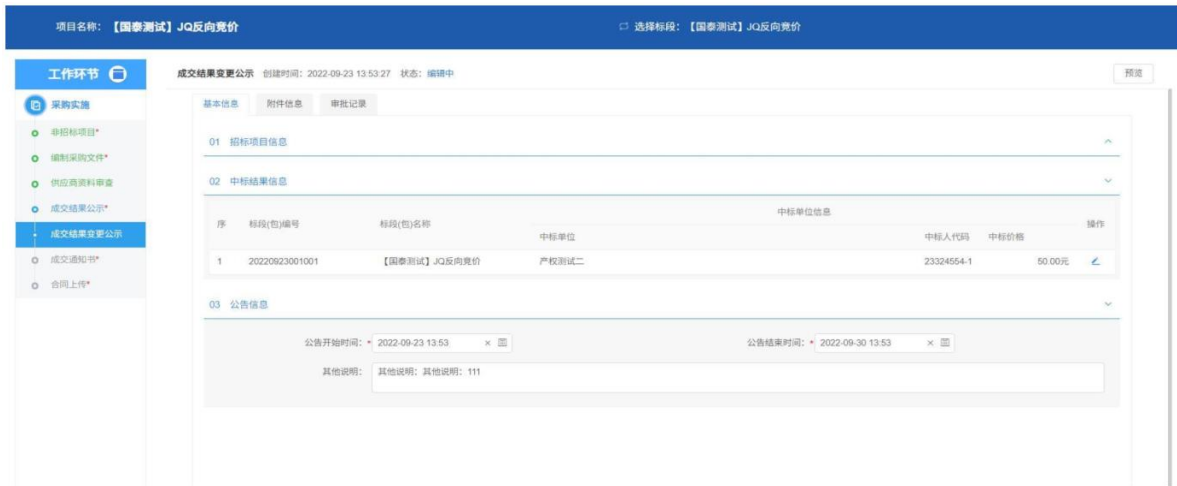 项目名称：【国泰测试】JQ反向竞价 选择标段：【国泰测试】JQ反向竞价
工作环节
采购实施
非招标项目*
编制采购文件*
供应商资料审查
成交结果公示*
成交结果变更公示
成交通知书*
合同上传*
成交结果变更公示 创建时间：2022-09-23 13:53:27 状态：编辑中 预览
基本信息 附件信息 审批记录
01 招标项目信息
02 中标结果信息
序 标段(包)编号 标段(包)名称 中标单位信息 操作
中标单位 中标人代码 中标价格
1 20220923001001 【国泰测试】JQ反向竞价 产权测试二 23324554-1 50.00元
03 公告信息
公告开始时间：* 2022-09-23 13:53 公告结束时间：* 2022-09-30 13:53
其他说明： 其他说明：其他说明：111